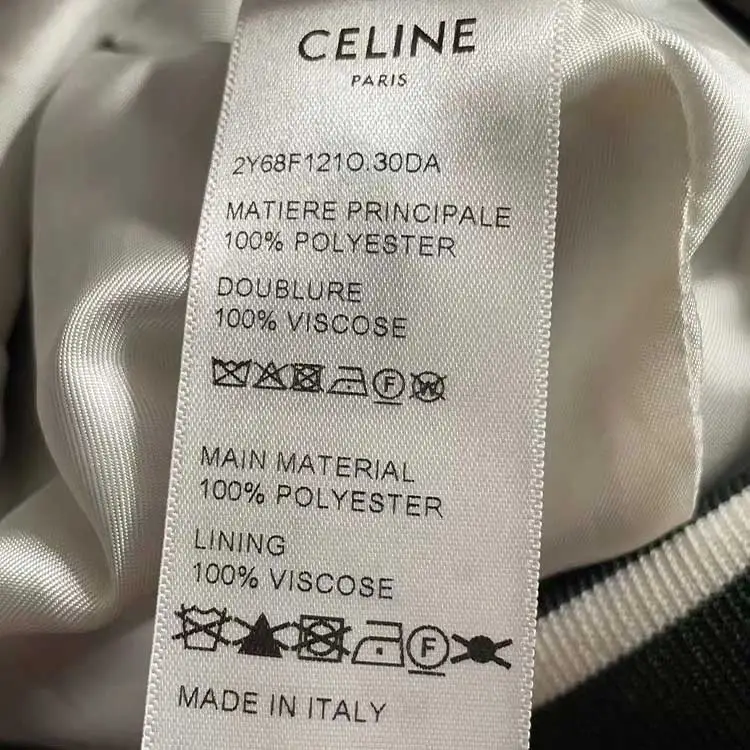 CELINE
PARIS
2Y68F121O.30DA
MATIERE PRINCIPALE
100% POLYESTER
DOUBLURE
100% VISCOSE
F W
MAIN MATERIAL
100% POLYESTER
LINING
100% VISCOSE
F
MADE IN ITALY